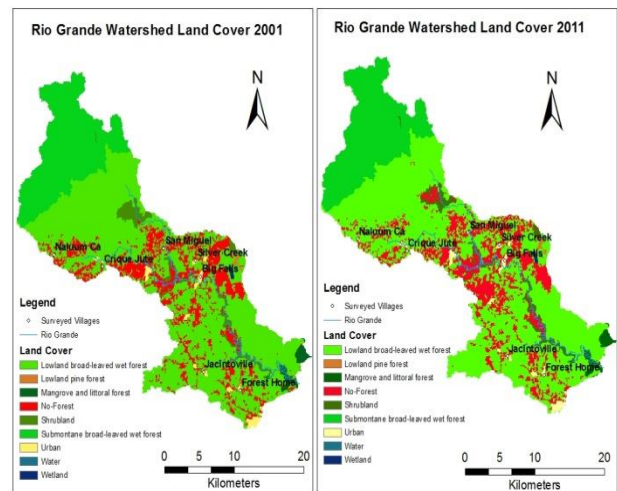 Rio Grande Watershed Land Cover 2001
N
Nalum Ca
Crique Jute
San Miguel
Silver Creek
Big Falls
Jacintoville
Forest Home
Legend
Surveyed Villages
Rio Grande
Land Cover
Lowland broad-leaved wet forest
Lowland pine forest
Mangrove and littoral forest
No-Forest
Shrubland
Submontane broad-leaved wet forest
Urban
Water
Wetland
0 5 10 20
Kilometers
Rio Grande Watershed Land Cover 2011
N
Naluum Ca
Crique Jute
San Miguel
Silver Creek
Big Falls
Jacintoville
Forest Home
Legend
Surveyed Villages
Rio Grande
Land Cover
Lowland broad-leaved wet forest
Lowland pine forest
Mangrove and littoral forest
No-Forest
Shrubland
Submontane broad-leaved wet forest
Urban
Water
Wetland
0 5 10 20
Kilometers